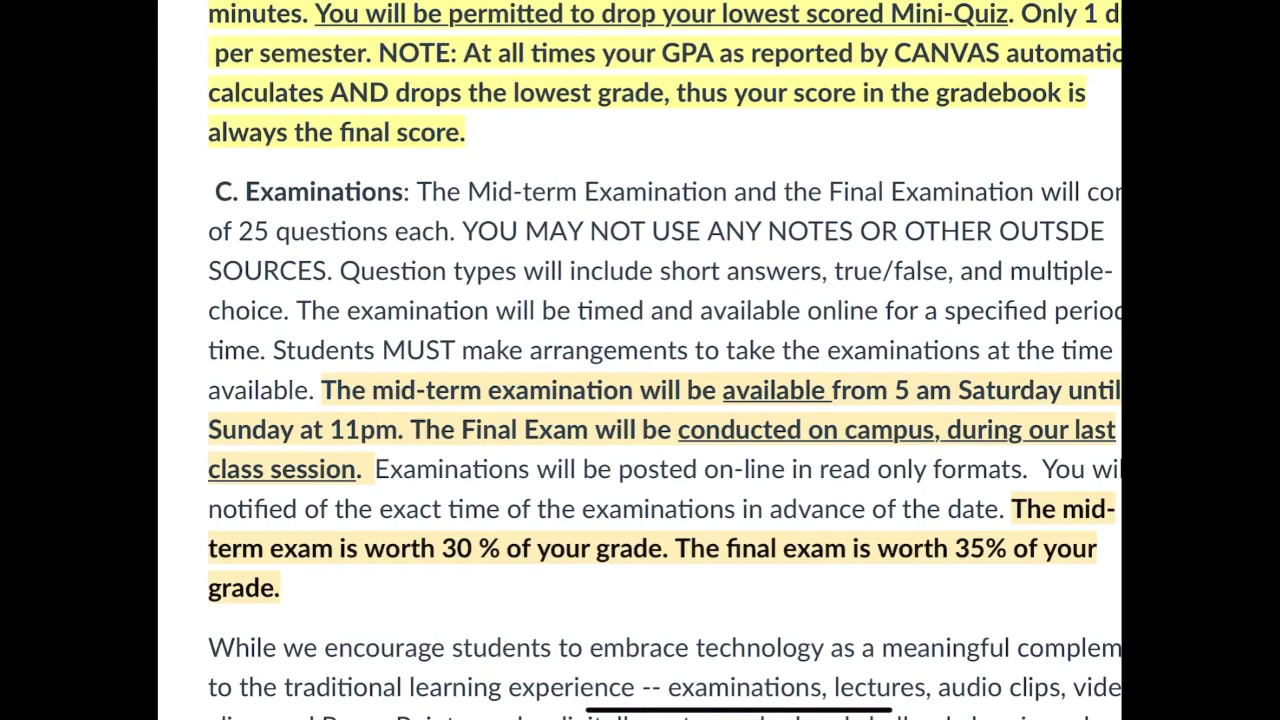 minutes. You will be permitted to drop your lowest scored Mini-Quiz. Only 1
per semester. NOTE: At all times your GPA as reported by CANVAS
calculates AND drops the lowest grade, thus your score in the gradebook is
always the final score.
C. Examinations: The Mid-term Examination and the Final Examination will
of 25 questions each. YOU MAY NOT USE ANY NOTES OR OTHER OUTSDE
SOURCES. Question types will include short answers, true/false, and multiple-
choice. The examination will be timed and available online for a specified
time. Students MUST make arrangements to take the examinations at the time
available. The mid-term examination will be available from 5 am Saturday until
Sunday at 11pm. The Final Exam will be conducted on campus, during our last
class session. Examinations will be posted on-line in read only formats. You
notified of the exact time of the examinations in advance of the date. The mid-
term exam is worth 30 % of your grade. The final exam is worth 35% of your
grade.
While we encourage students to embrace technology as a meaningful
to the traditional learning experience -- examinations, lectures, audio clips,